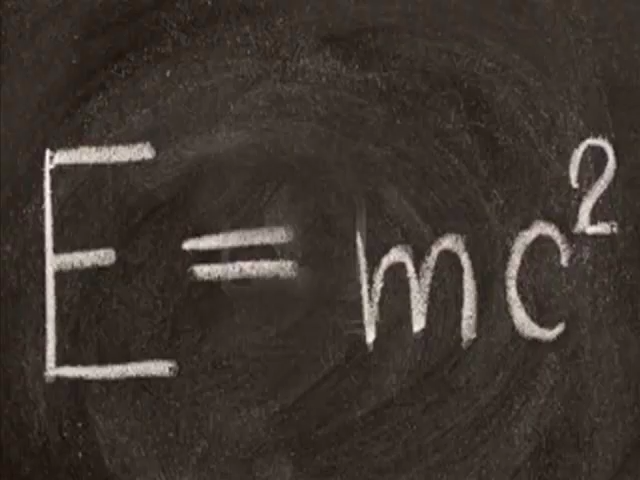 E = mc²